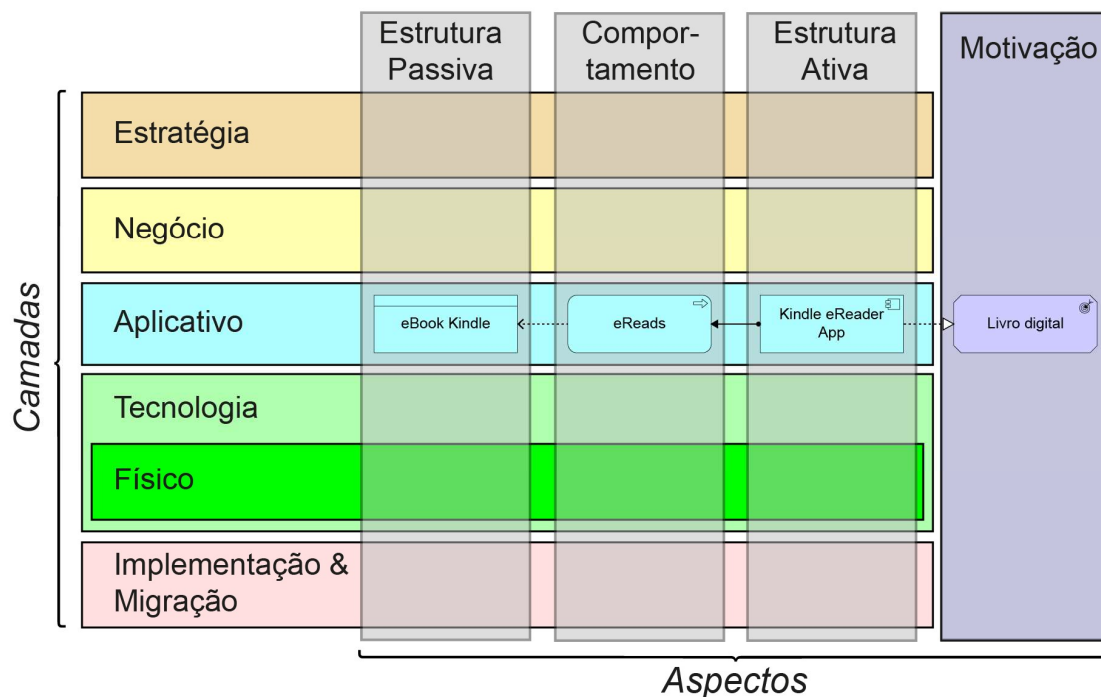 Estrutura
Passiva
Compor-
tamento
Estrutura
Ativa
Motivação
Camadas
Estratégia
Negócio
Aplicativo
eBook Kindle
eReads
Kindle eReader
App
Livro digital
Tecnologia
Físico
Implementação &
Migração
Aspectos